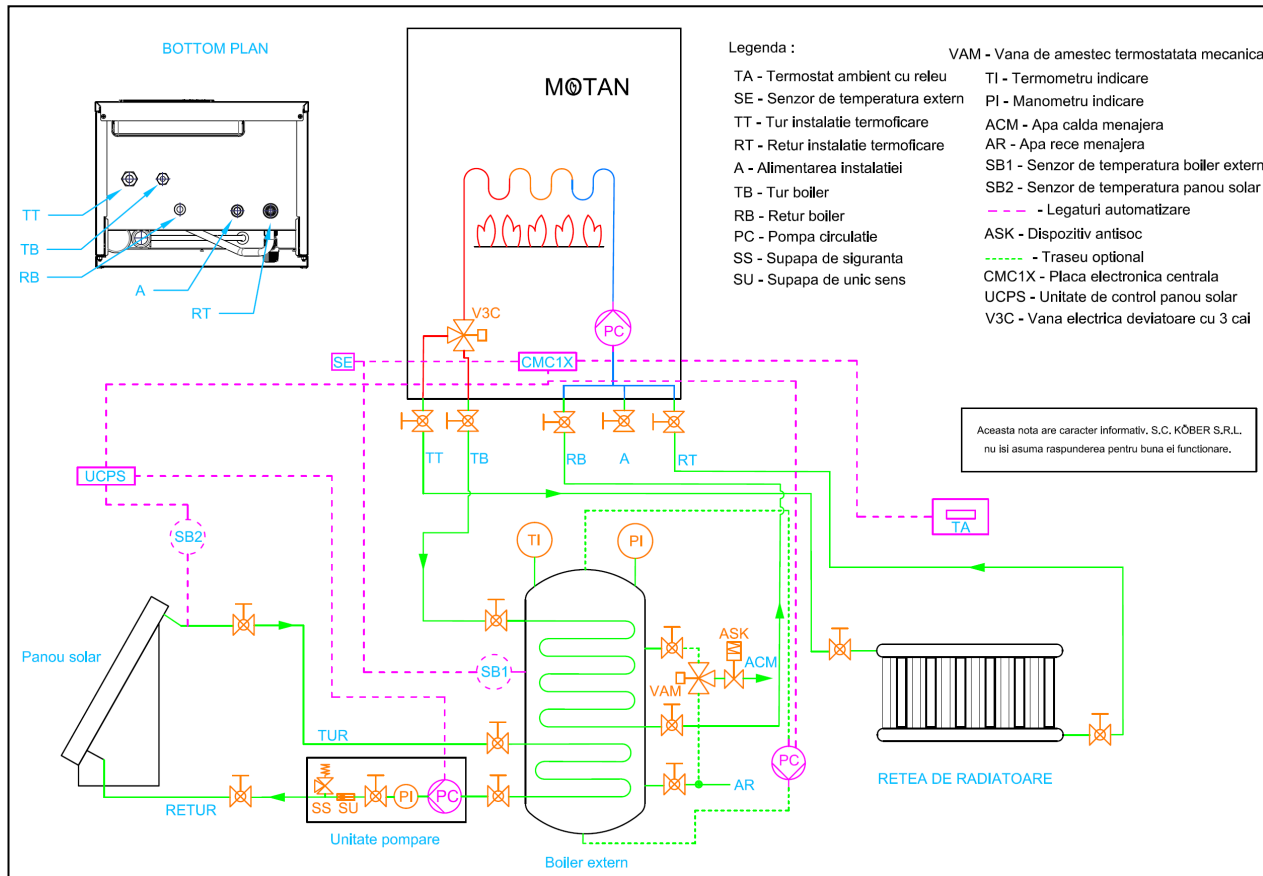 BOTTOM PLAN
TT
TB
RB
A
RT
MOTAN
V3C
PC
SE
CMC1X
TT
TB
RB
A
RT
Legenda :
TA - Termostat ambient cu releu
SE - Senzor de temperatura extern
TT - Tur instalatie termoficare
RT - Retur instalatie termoficare
A - Alimentarea instalatiei
TB - Tur boiler
RB - Retur boiler
PC - Pompa circulatie
SS - Supapa de siguranta
SU - Supapa de unic sens
VAM - Vana de amestec termostatata mecanica
TI - Termometru indicare
PI - Manometru indicare
ACM - Apa calda menajera
AR - Apa rece menajera
SB1 - Senzor de temperatura boiler extern
SB2 - Senzor de temperatura panou solar
- Legaturi automatizare
ASK - Dispozitiv antisoc
- Traseu optional
CMC1X - Placa electronica centrala
UCPS - Unitate de control panou solar
V3C - Vana electrica deviatoare cu 3 cai
Aceasta nota are caracter informativ. S.C. KÖBER S.R.L.
nu isi asuma raspunderea pentru buna ei functionare.
UCPS
SB2
TI
PI
TA
Panou solar
SB1
ASK
ACM
VAM
TUR
RETUR
SS
SU
PI
PC
Unitate pompare
Boiler extern
AR
PC
RETEA DE RADIATOARE